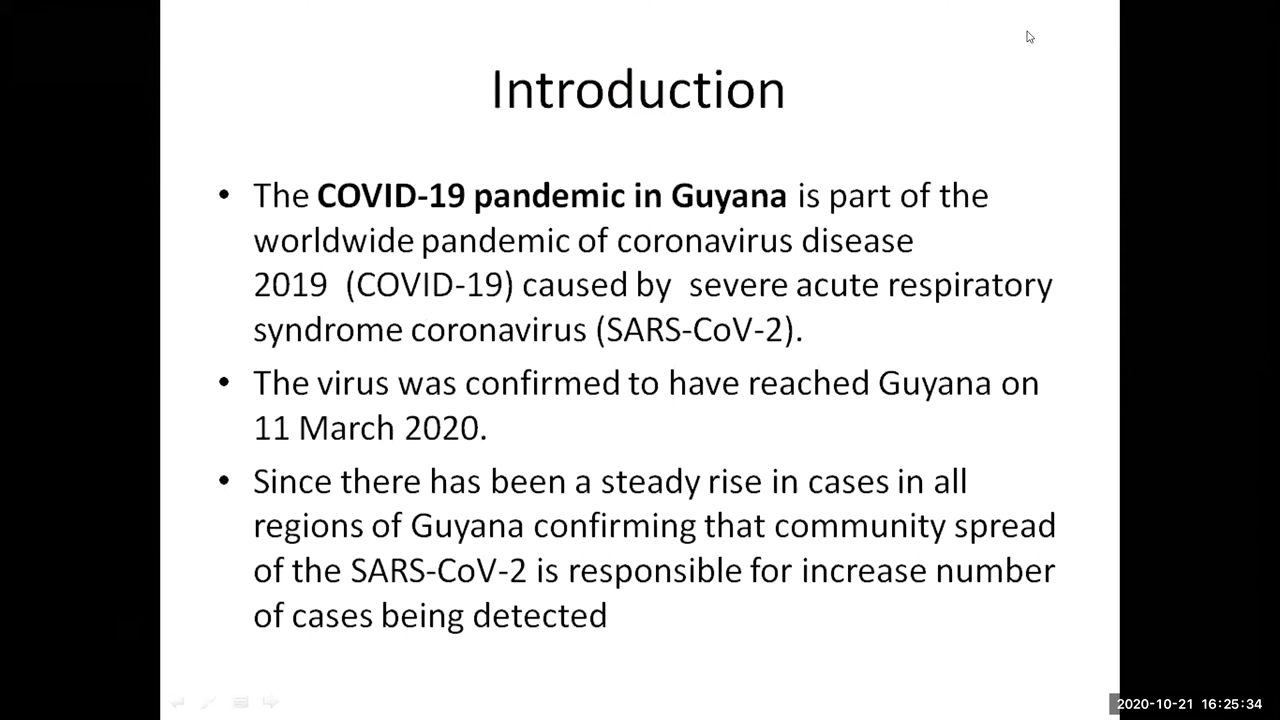 Introduction
• The COVID-19 pandemic in Guyana is part of the
worldwide pandemic of coronavirus disease
2019 (COVID-19) caused by severe acute respiratory
syndrome coronavirus (SARS-CoV-2).
• The virus was confirmed to have reached Guyana on
11 March 2020.
• Since there has been a steady rise in cases in all
regions of Guyana confirming that community spread
of the SARS-CoV-2 is responsible for increase number
of cases being detected
2020-10-21 16:25:34